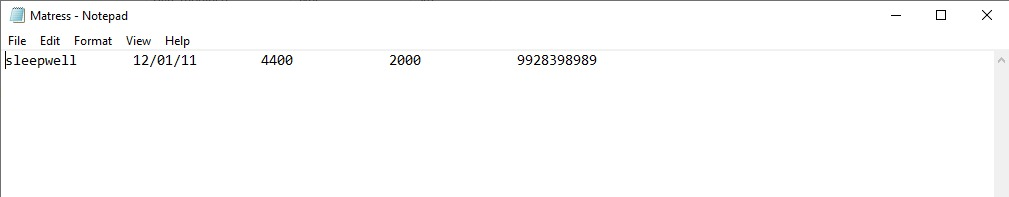 Matress - Notepad
File Edit Format View Help
sleepwell 12/01/11 4400 2000 9928398989